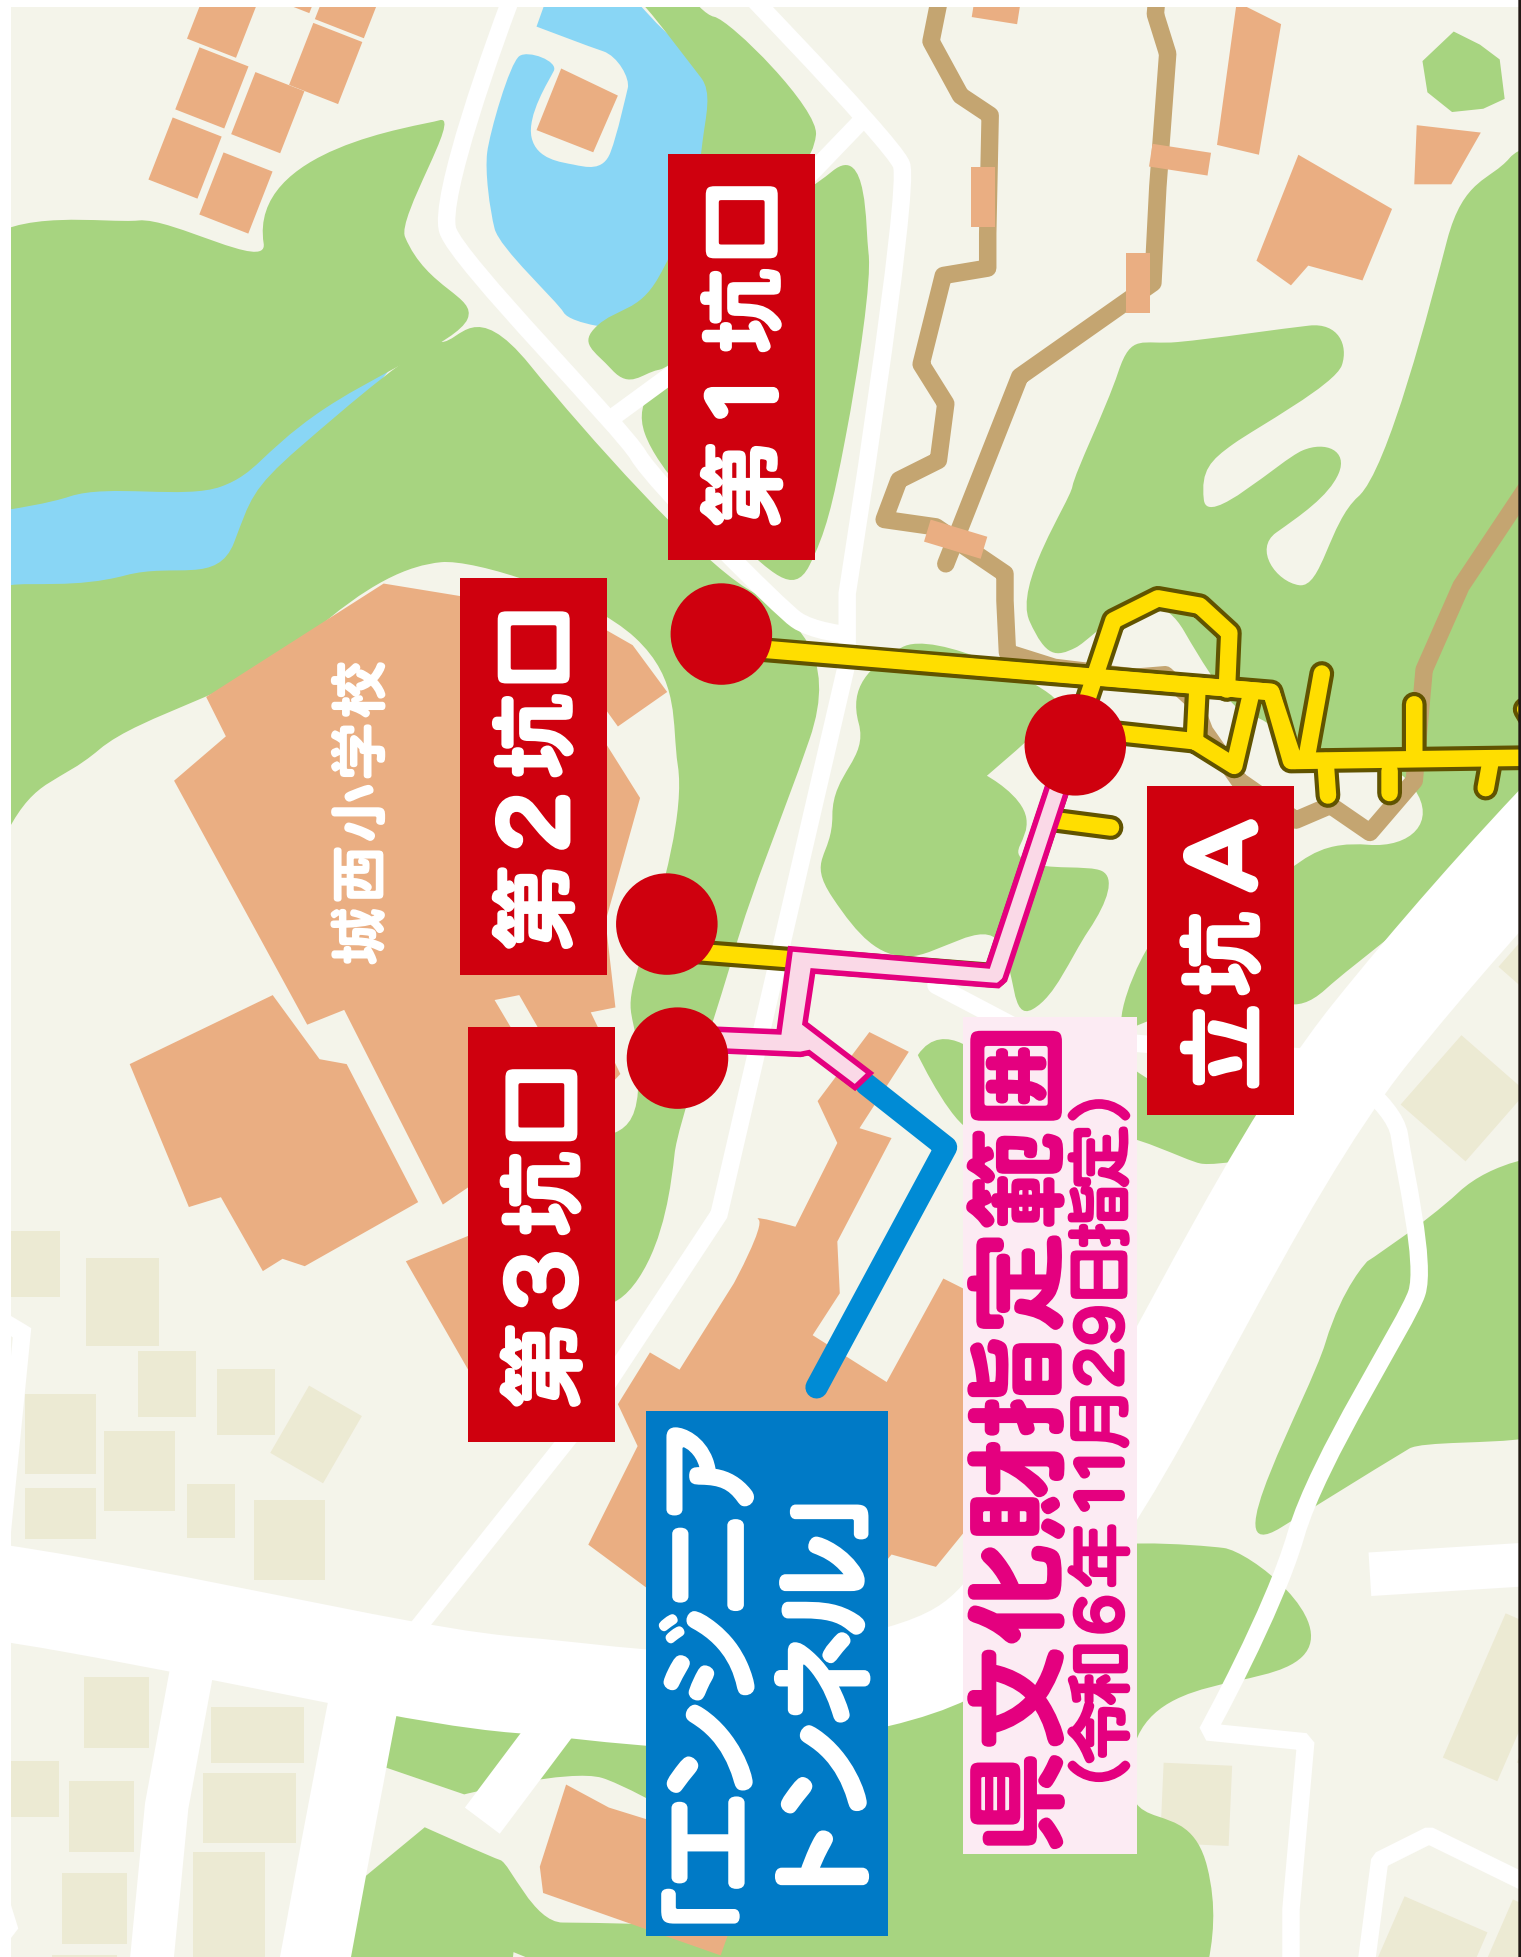 第1坑口
第2坑口
城西小学校
立坑A
第3坑口
県文化財指定範囲
(令和6年11月29日指定)
「エンジニア
トンネル」